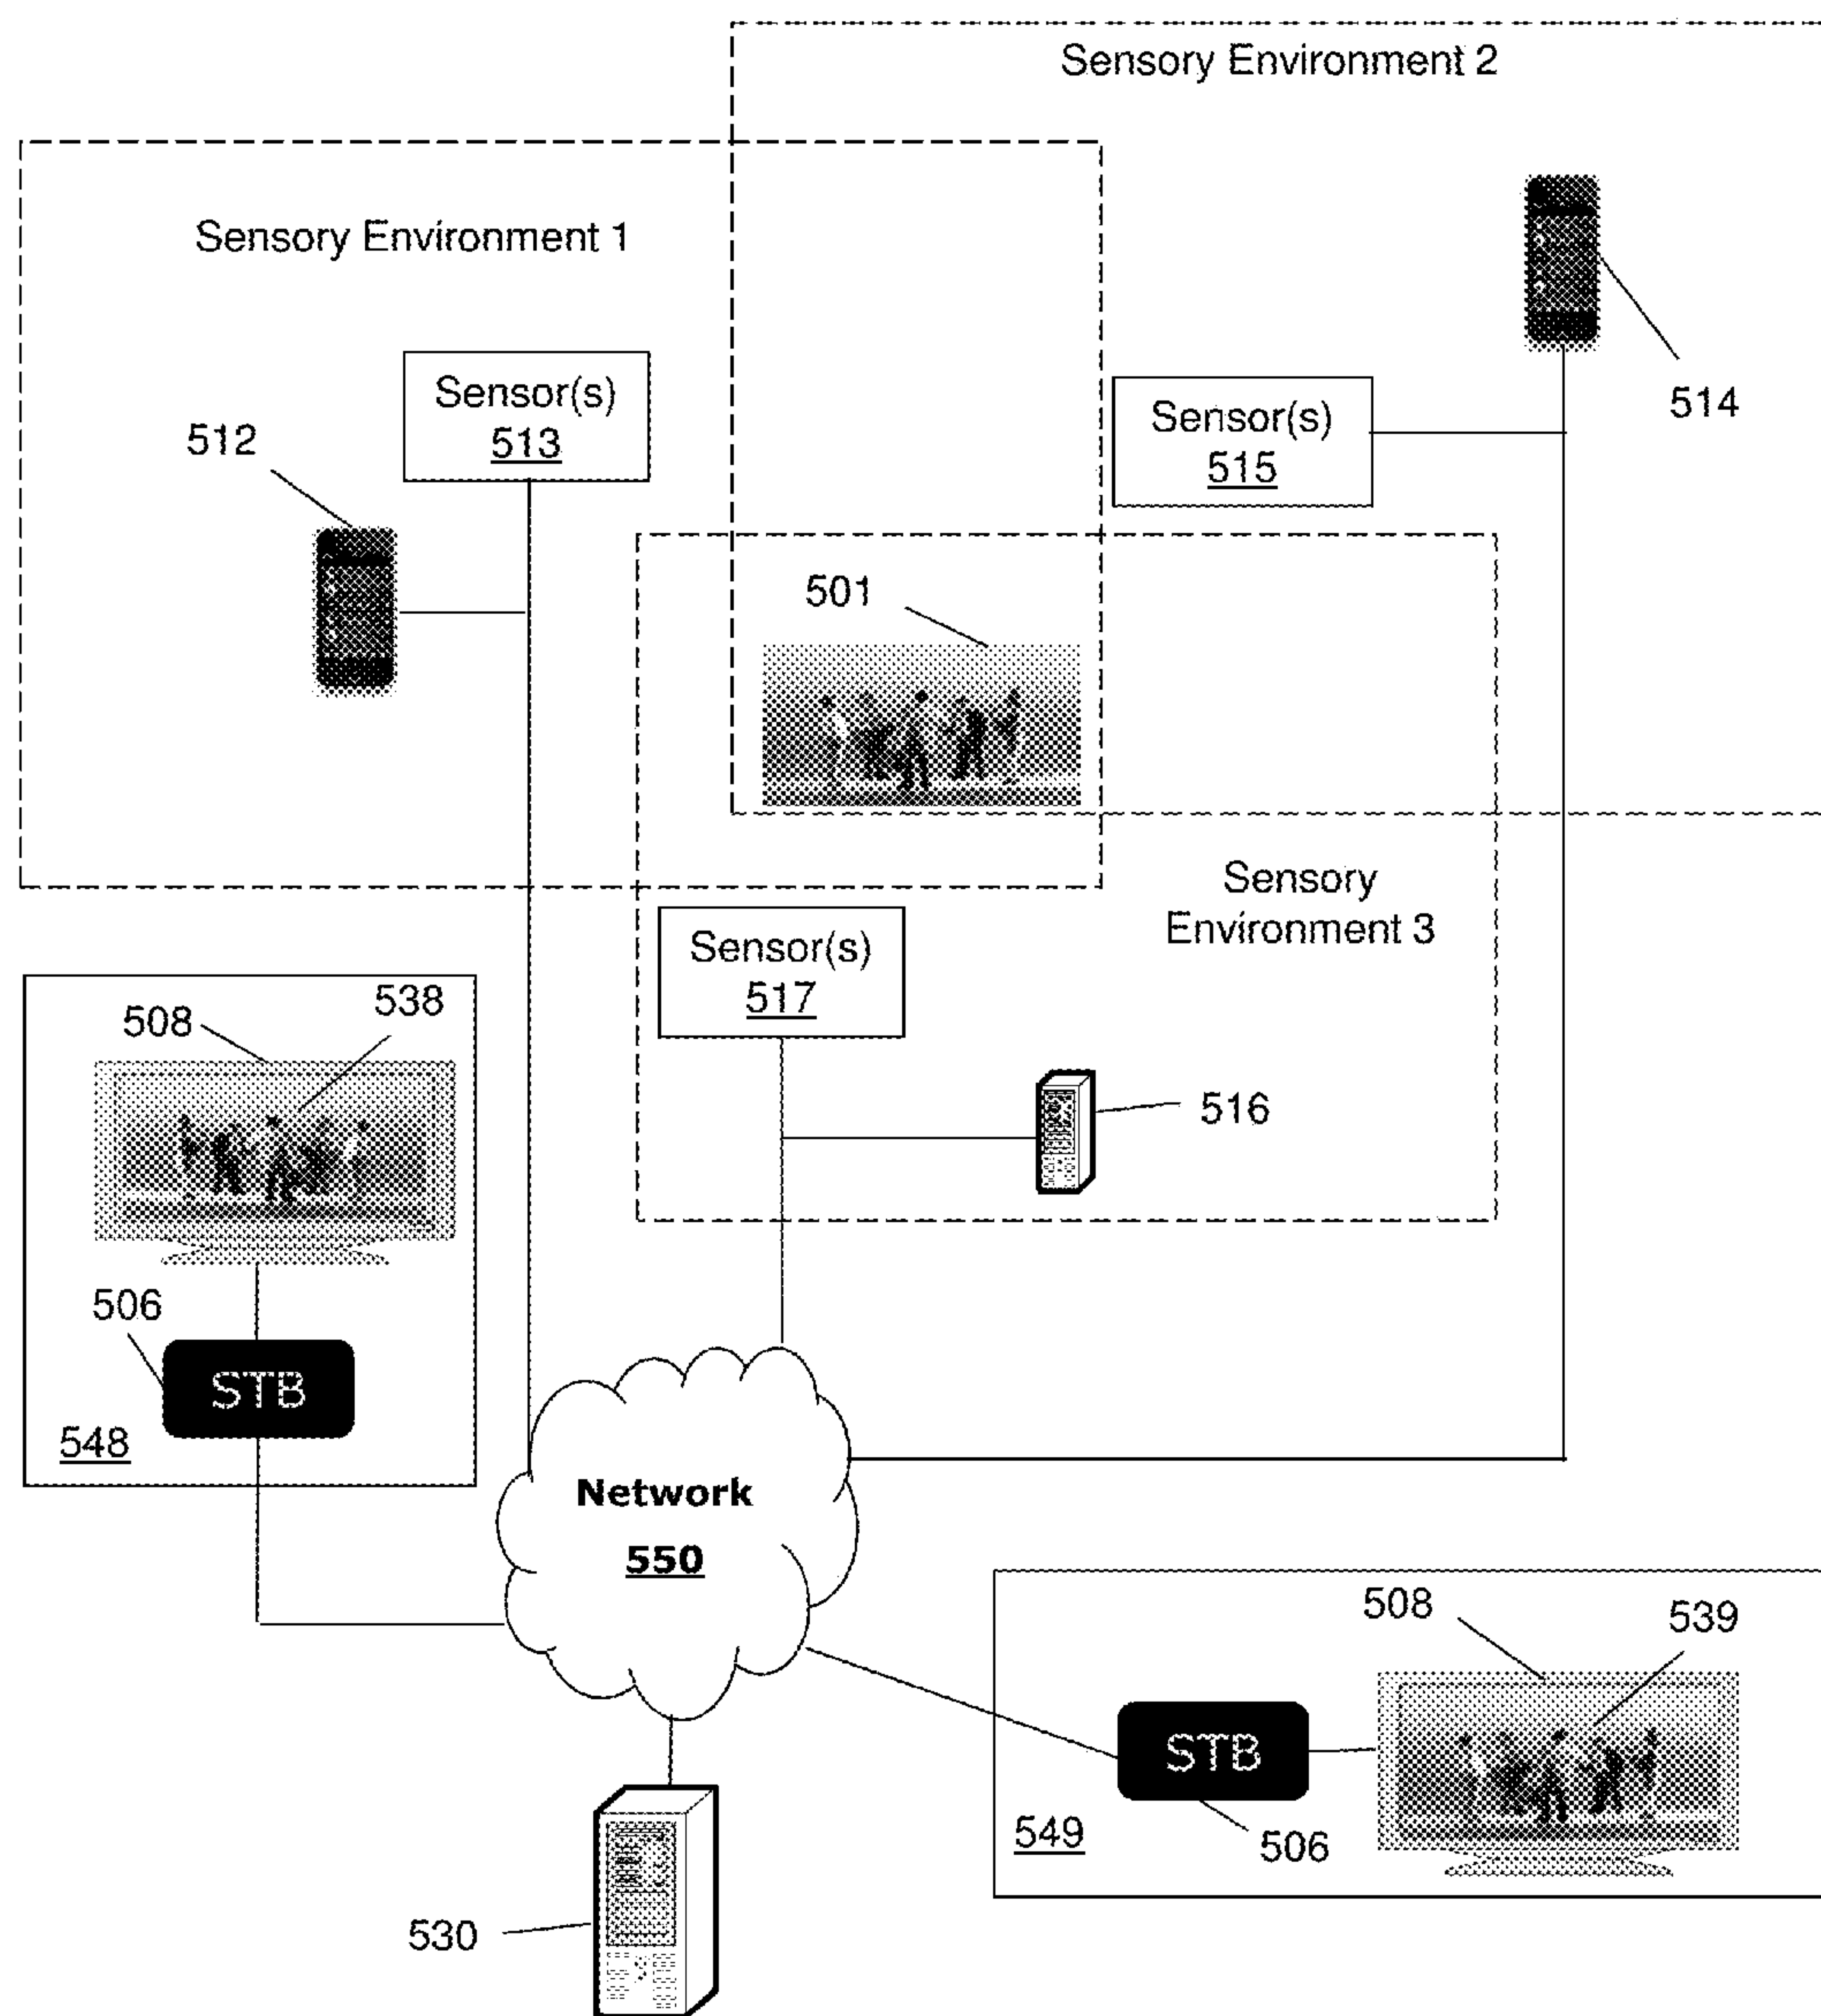 Sensory Environment 2
Sensory Environment 1
Sensor(s)
513
512
Sensor(s)
515
514
501
Sensory
Environment 3
Sensor(s)
517
508
538
516
506
STB
548
Network
550
508
539
STB
549
506
530